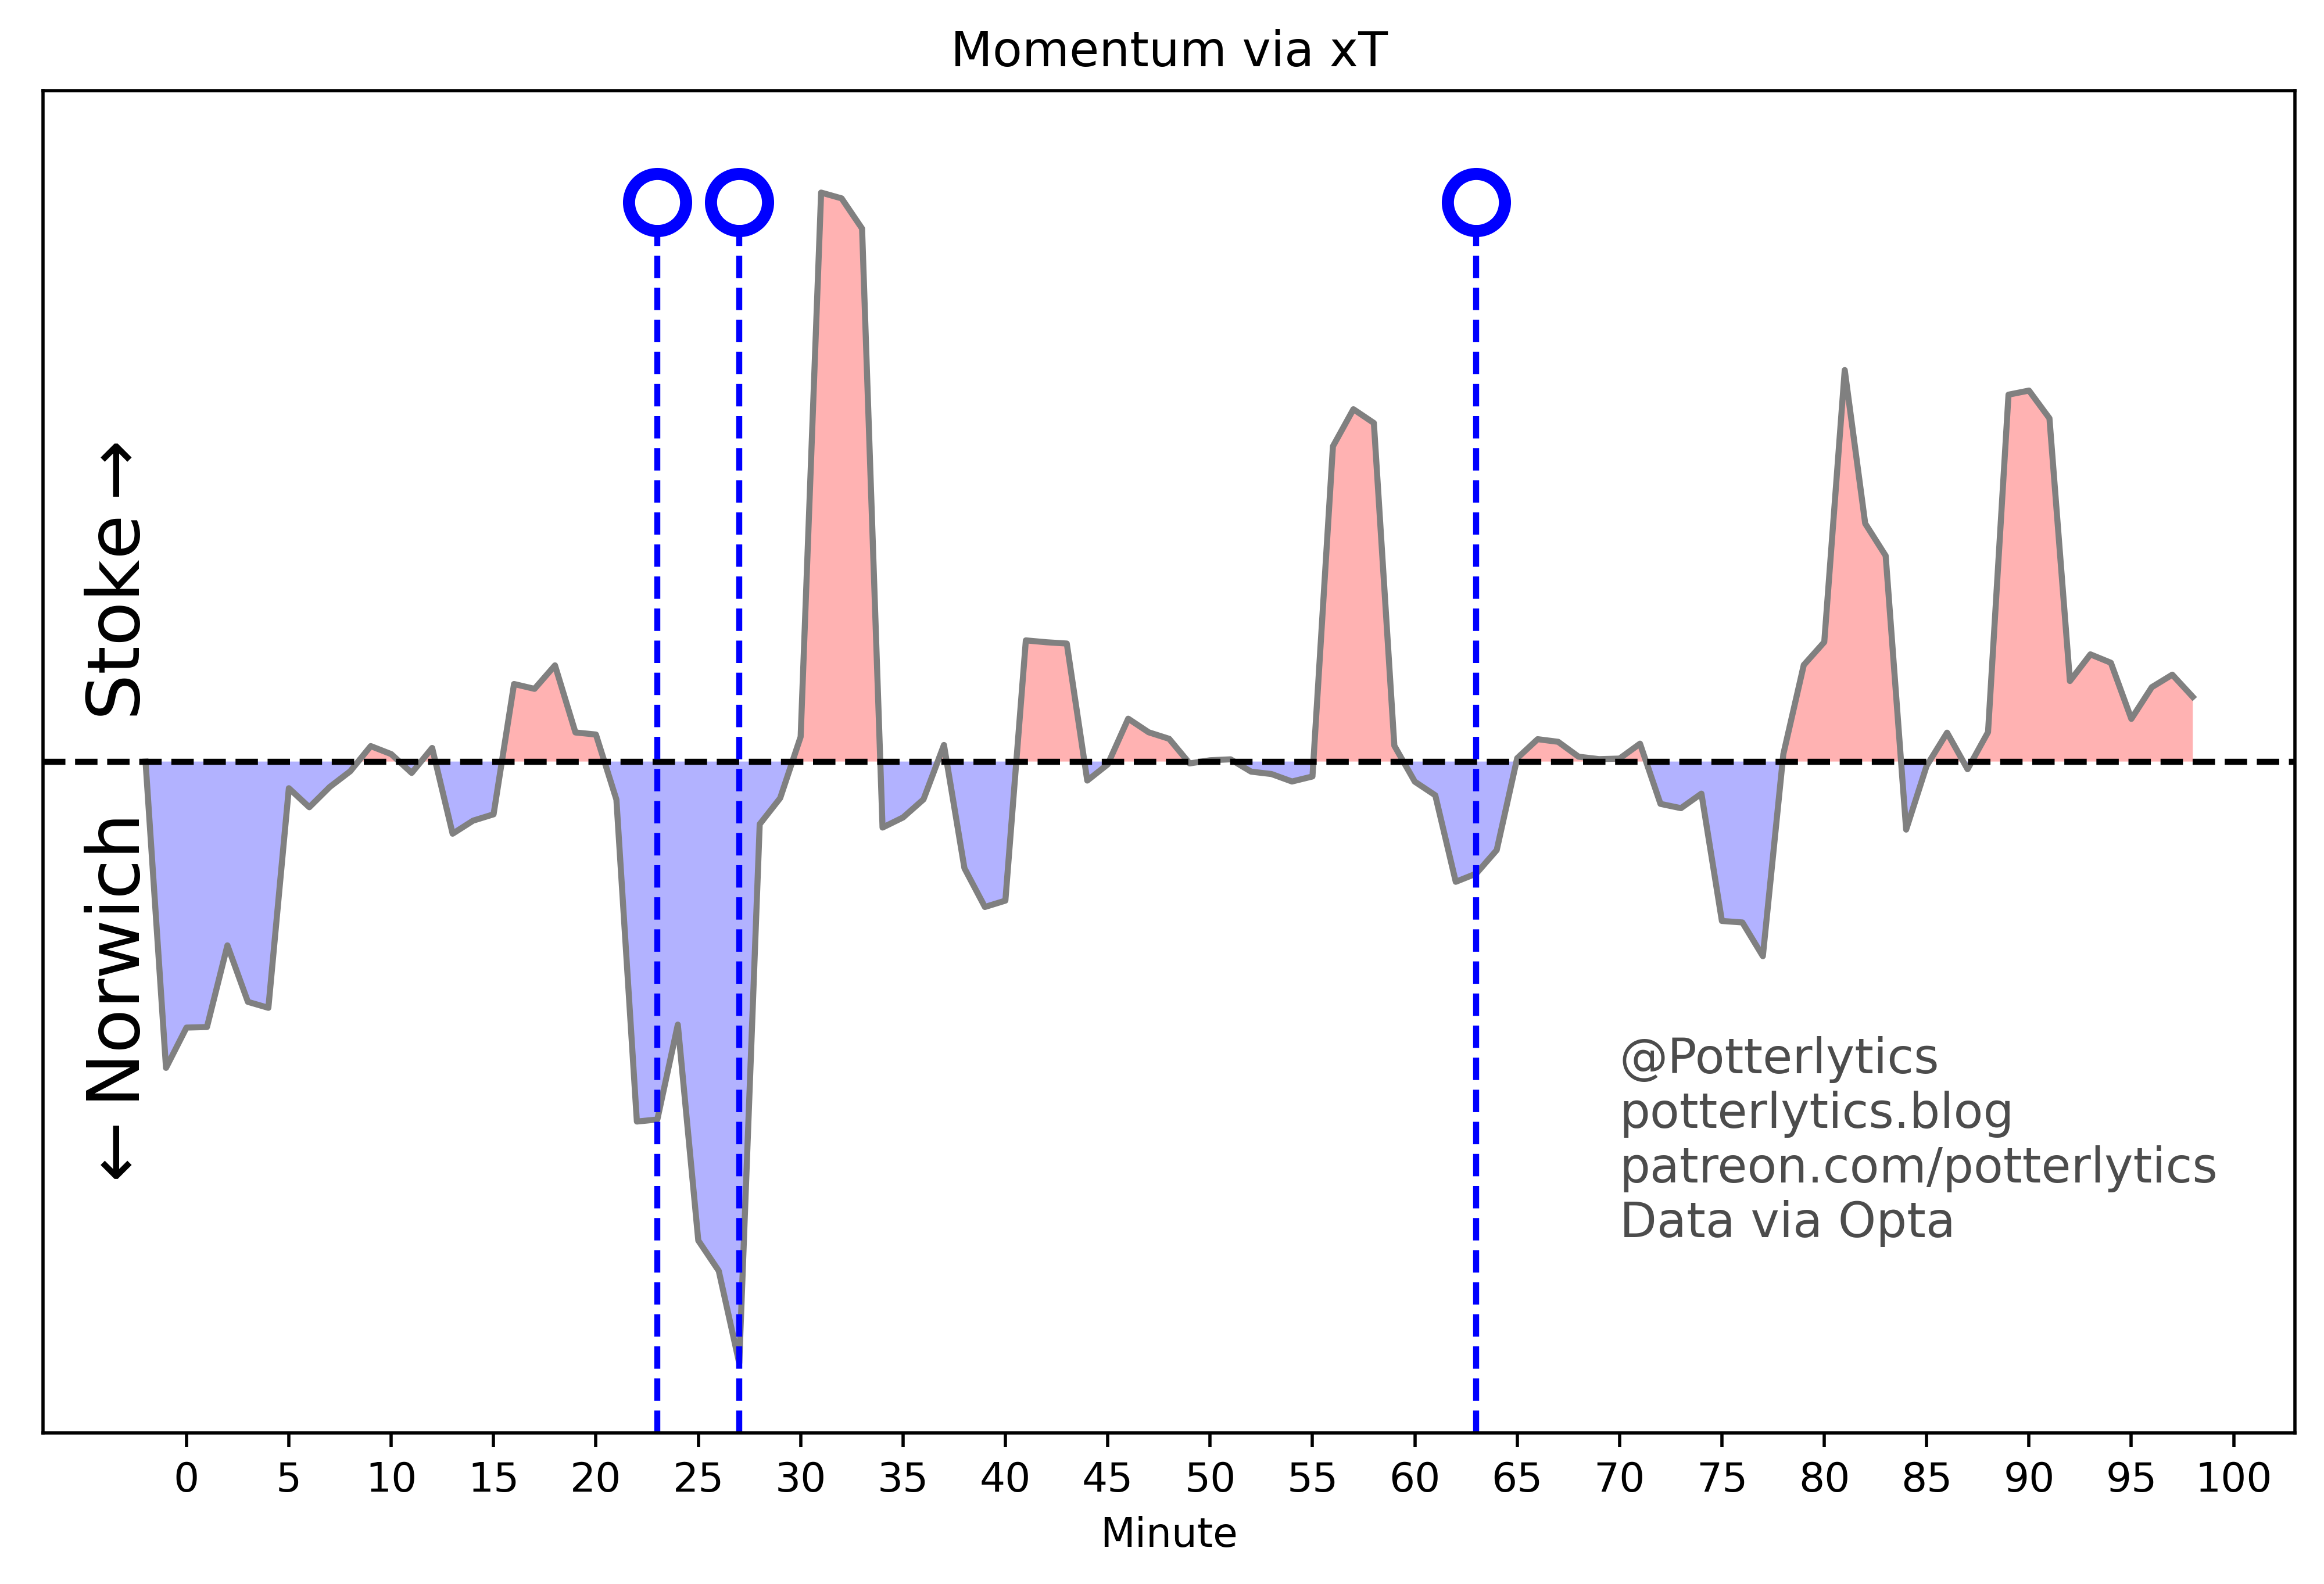 Momentum via xT
Stoke →
← Norwich
@Potterlytics
potterlytics.blog
patreon.com/potterlytics
Data via Opta
0 5 10 15 20 25 30 35 40 45 50 55 60 65 70 75 80 85 90 95 100
Minute